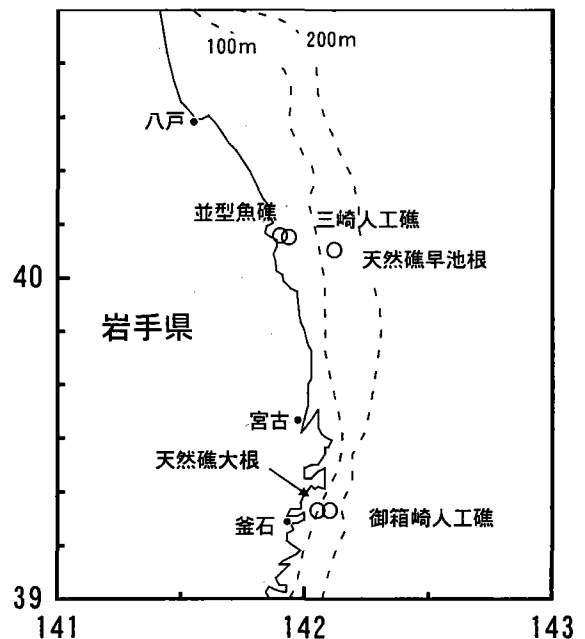 100m
200m
八戸
並型魚礁
三崎人工礁
天然礁早池根
40
岩手県
宮古
天然礁大根
釜石
御箱崎人工礁
39
141
142
143